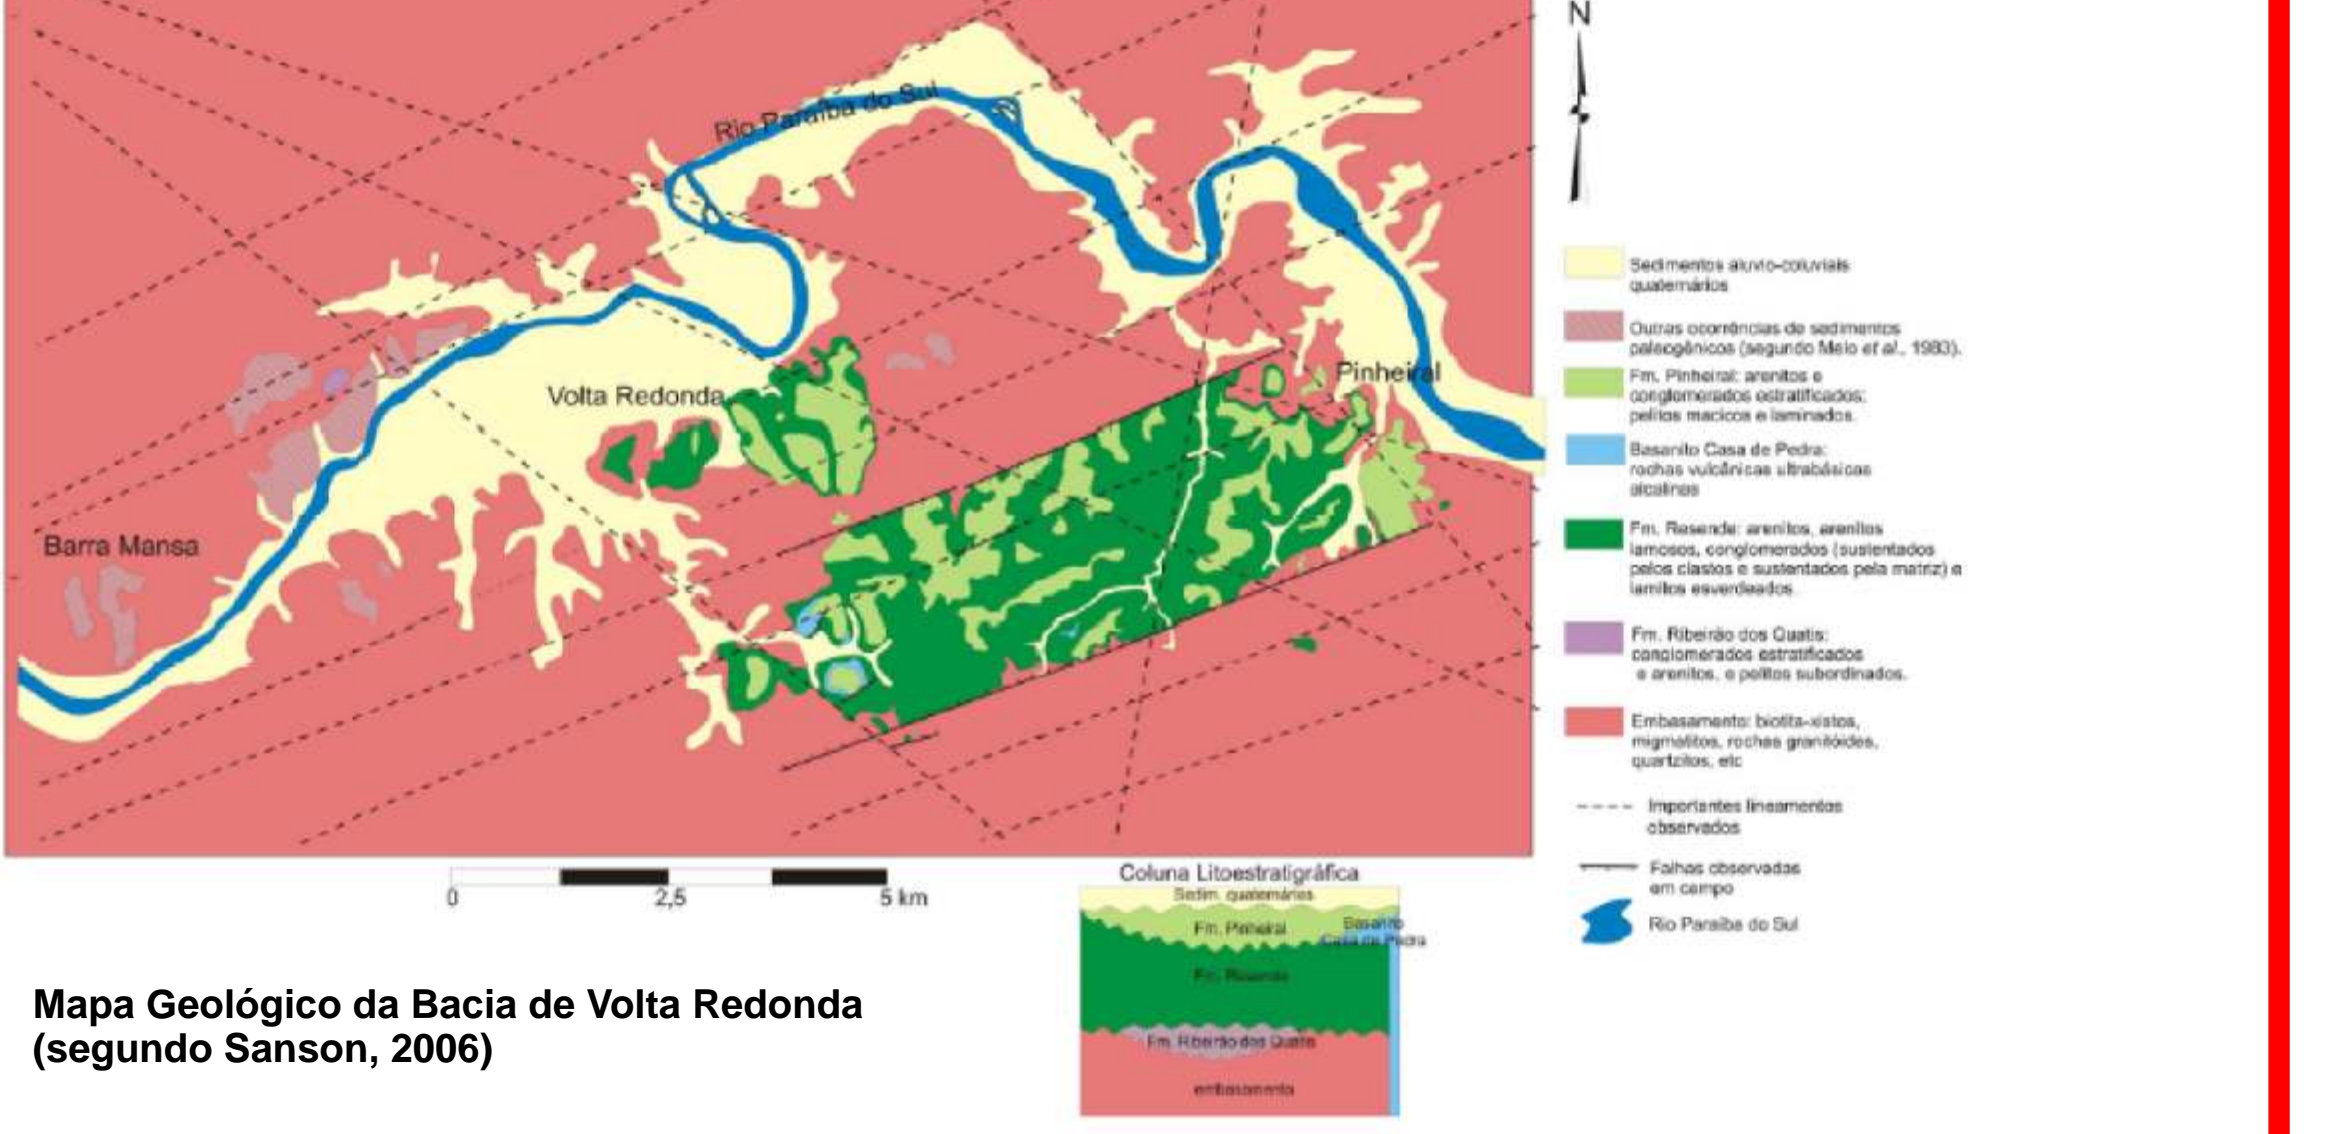 N
Rio Paraíba do Sul
Volta Redonda
Pinheiral
Barra Mansa
Sedimentos alúvio-coluviais
quaternários
Outras ocorrências de sedimentos
paleogênicos (segundo Melo et al., 1983).
Fm. Pinheiral: arenitos e
conglomerados estratificados;
pelitos maciços e laminados.
Basanito Casa de Pedra:
rochas vulcânicas ultrabásicas
alcalinas
Fm. Resende: arenitos, arenitos
lamosos, conglomerados (sustentados
pelos clastos e sustentados pela matriz) e
lamitos esverdeados.
Fm. Ribeirão dos Quatis:
conglomerados estratificados
e arenitos, e pelitos subordinados.
Embasamento: biotita-xistos,
migmatitos, rochas granitóides,
quartzitos, etc
Importantes lineamentos
observados
Falhas observadas
em campo
Rio Paraíba do Sul
0 2,5 5 km
Coluna Litoestratigráfica
Sedim. quaternários
Fm. Pinheiral
Basanito
Casa de Pedra
Fm. Resende
Fm. Ribeirão dos Quatis
embasamento
Mapa Geológico da Bacia de Volta Redonda
(segundo Sanson, 2006)